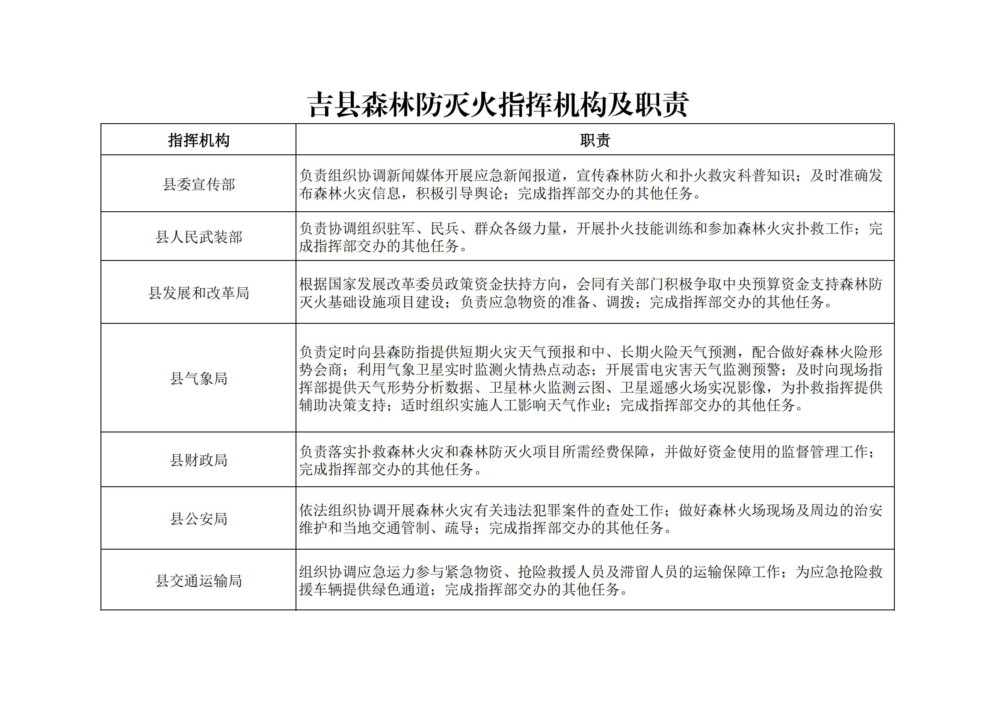 吉县森林防灭火指挥机构及职责
指挥机构
职责
县委宣传部
负责组织协调新闻媒体开展应急新闻报道，宣传森林防火和扑火救灾科普知识；及时准确发
布森林火灾信息，积极引导舆论；完成指挥部交办的其他任务。
县人民武装部
负责协调组织驻军、民兵、群众各级力量，开展扑火技能训练和参加森林火灾扑救工作；完
成指挥部交办的其他任务。
县发展和改革局
根据国家发展改革委员政策资金扶持方向，会同有关部门积极争取中央预算资金支持森林防
灭火基础设施项目建设；负责应急物资的准备、调拨；完成指挥部交办的其他任务。
县气象局
负责定时向县森防指提供短期火灾天气预报和中、长期火险天气预测，配合做好森林火险形
势会商；利用气象卫星实时监测火情热点动态；开展雷电灾害天气监测预警；及时向现场指
挥部提供天气形势分析数据、卫星林火监测云图、卫星遥感火场实况影像，为扑救指挥提供
辅助决策支持；适时组织实施人工影响天气作业；完成指挥部交办的其他任务。
县财政局
负责落实扑救森林火灾和森林防灭火项目所需经费保障，并做好资金使用的监督管理工作；
完成指挥部交办的其他任务。
县公安局
依法组织协调开展森林火灾有关违法犯罪案件的查处工作；做好森林火场现场及周边的治安
维护和当地交通管制、疏导；完成指挥部交办的其他任务。
县交通运输局
组织协调应急运力参与紧急物资、抢险救援人员及滞留人员的运输保障工作；为应急抢险救
援车辆提供绿色通道；完成指挥部交办的其他任务。